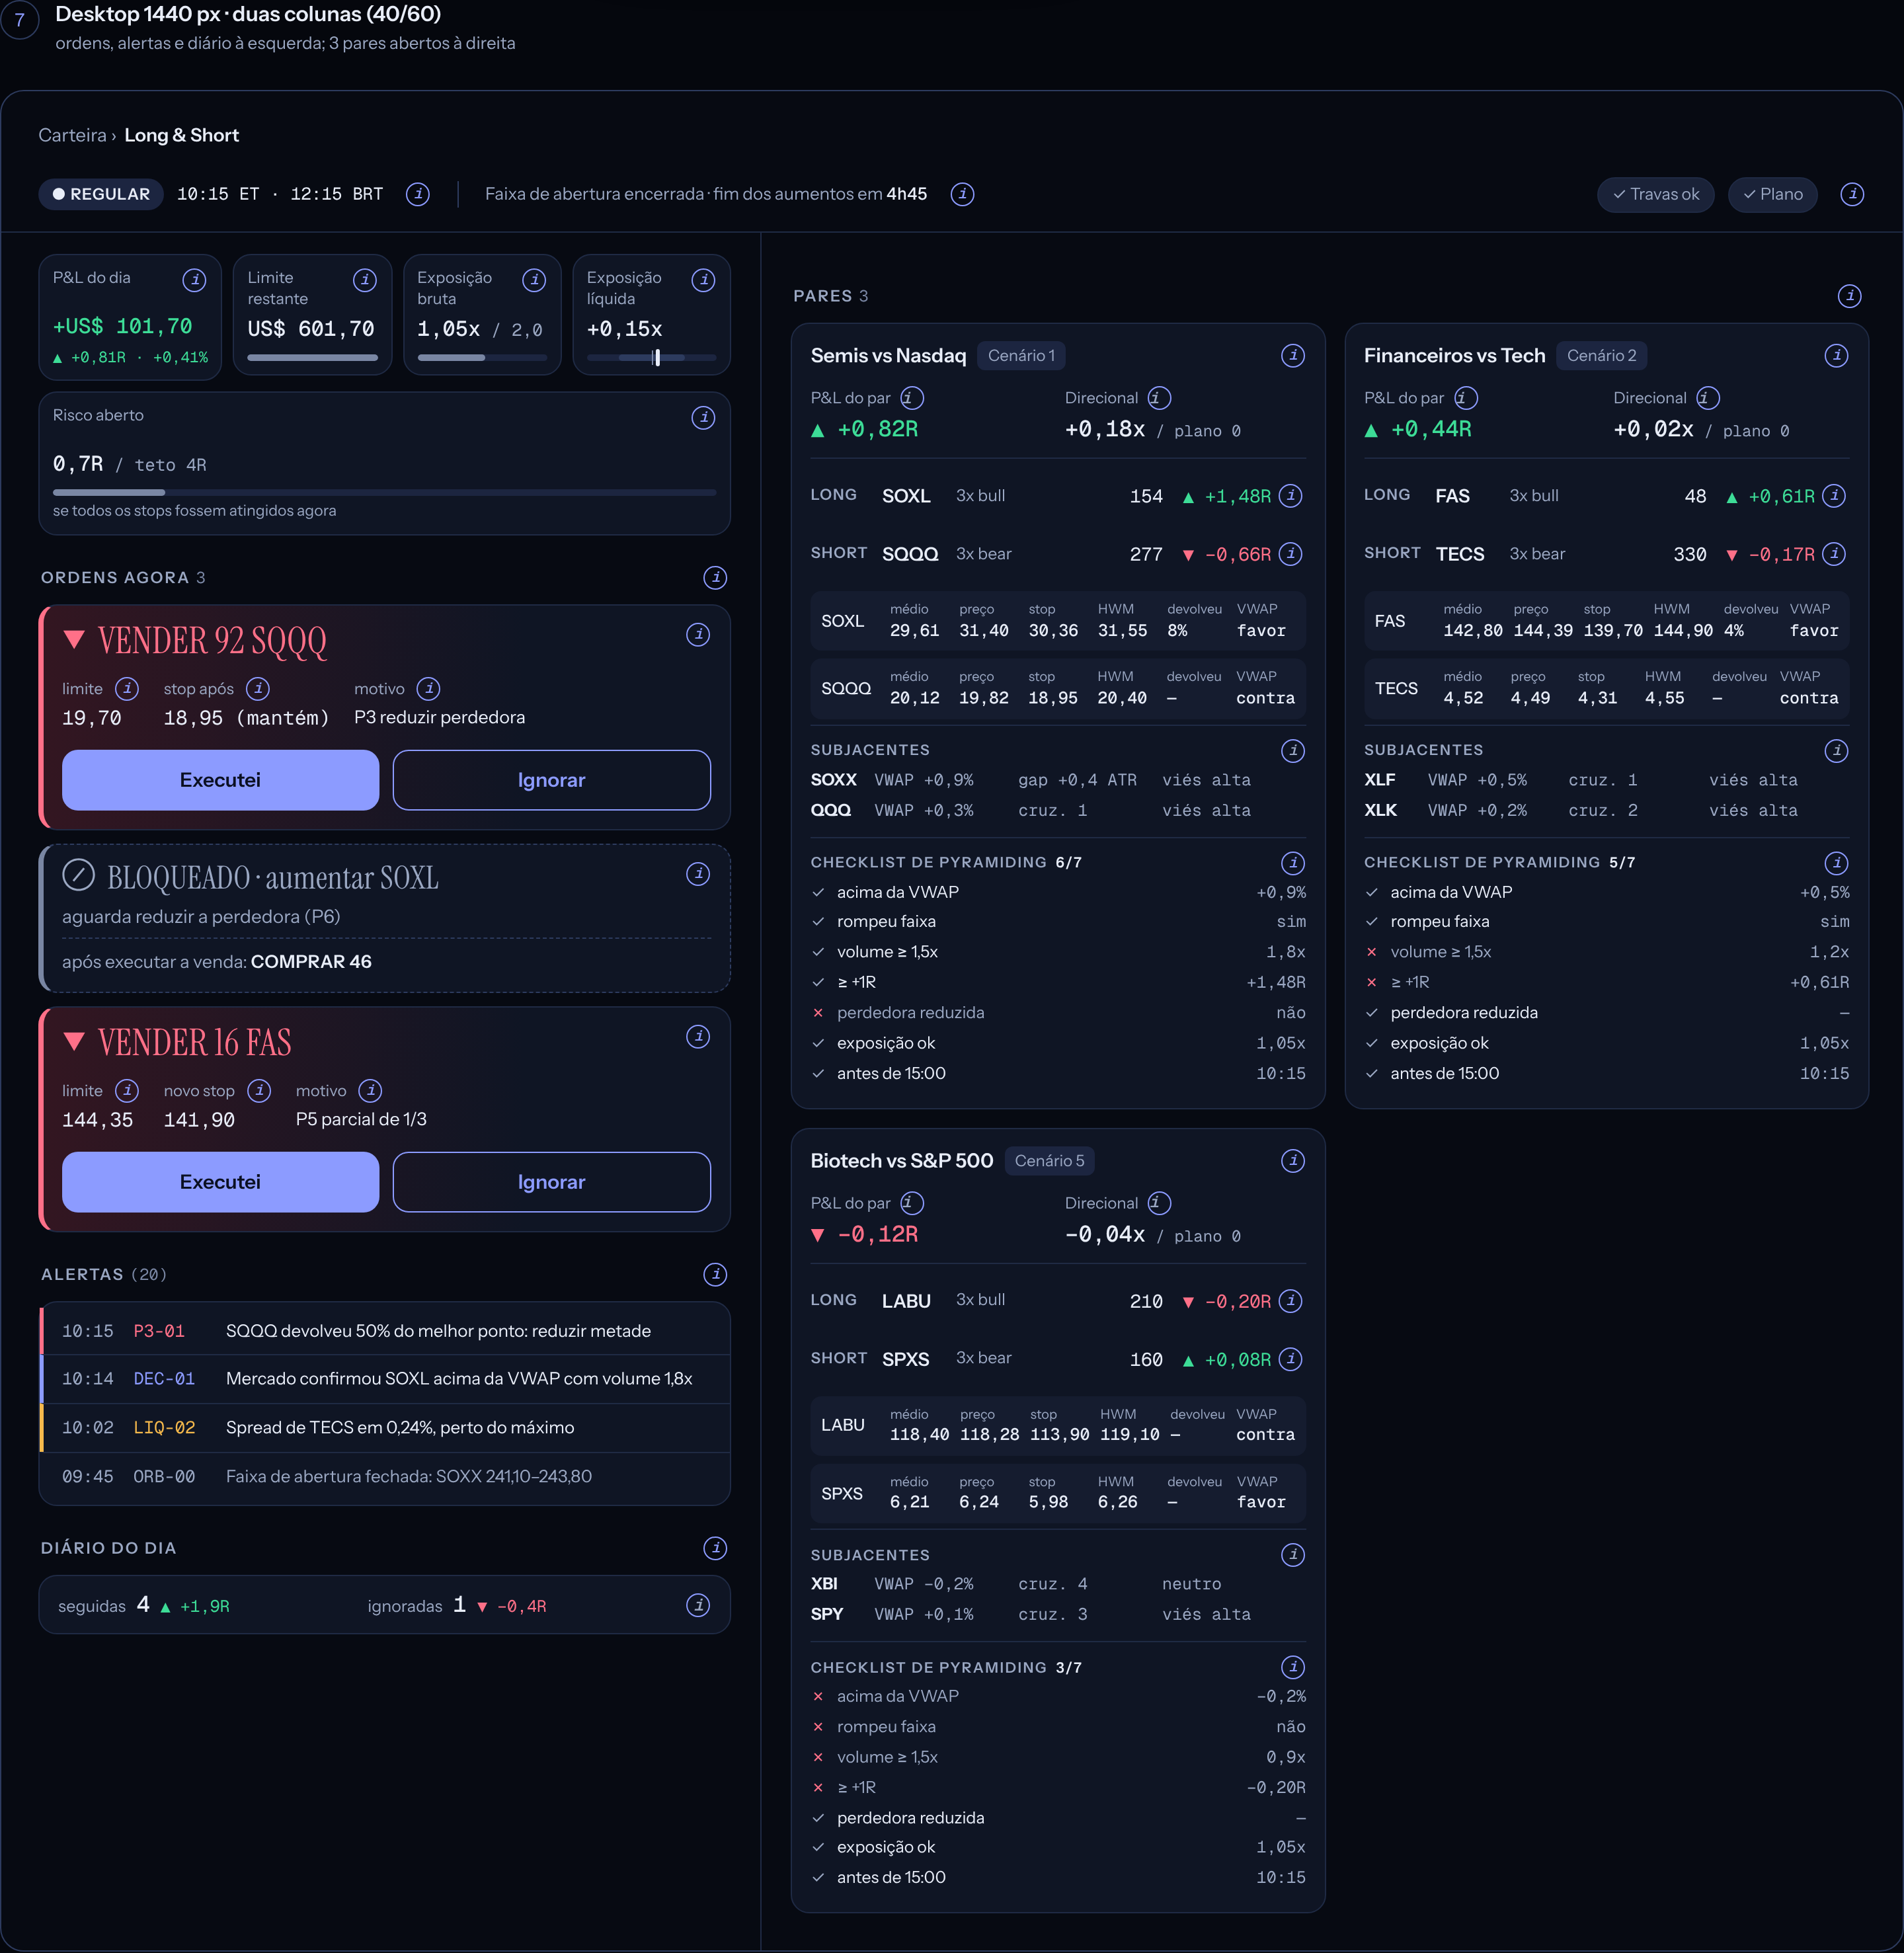 7
Desktop 1440 px · duas colunas (40/60)
ordens, alertas e diário à esquerda; 3 pares abertos à direita
Carteira › Long & Short
REGULAR 10:15 ET · 12:15 BRT i Faixa de abertura encerrada · fim dos aumentos em 4h45 i ✓ Travas ok ✓ Plano i
P&L do dia i
+US$ 101,70
▲ +0,81R · +0,41%
Limite restante i
US$ 601,70
Exposição bruta i
1,05x / 2,0
Exposição líquida i
+0,15x
Risco aberto i
0,7R / teto 4R
se todos os stops fossem atingidos agora
ORDENS AGORA 3 i
▼ VENDER 92 SQQQ i
limite i stop após i motivo i
19,70 18,95 (mantém) P3 reduzir perdedora
Executei Ignorar
BLOQUEADO · aumentar SOXL i
aguarda reduzir a perdedora (P6)
após executar a venda: COMPRAR 46
▼ VENDER 16 FAS i
limite i novo stop i motivo i
144,35 141,90 P5 parcial de 1/3
Executei Ignorar
ALERTAS (20) i
10:15 P3-01 SQQQ devolveu 50% do melhor ponto: reduzir metade
10:14 DEC-01 Mercado confirmou SOXL acima da VWAP com volume 1,8x
10:02 LIQ-02 Spread de TECS em 0,24%, perto do máximo
09:45 ORB-00 Faixa de abertura fechada: SOXX 241,10–243,80
DIÁRIO DO DIA i
seguidas 4 ▲ +1,9R ignoradas 1 ▼ −0,4R i
PARES 3 i
Semis vs Nasdaq Cenário 1 i
P&L do par i Direcional i
▲ +0,82R +0,18x / plano 0
LONG SOXL 3x bull 154 ▲ +1,48R i
SHORT SQQQ 3x bear 277 ▼ −0,66R i
médio preço stop HWM devolveu VWAP
SOXL 29,61 31,40 30,36 31,55 8% favor
médio preço stop HWM devolveu VWAP
SQQQ 20,12 19,82 18,95 20,40 — contra
SUBJACENTES i
SOXX VWAP +0,9% gap +0,4 ATR viés alta
QQQ VWAP +0,3% cruz. 1 viés alta
CHECKLIST DE PYRAMIDING 6/7 i
✓ acima da VWAP +0,9%
✓ rompeu faixa sim
✓ volume ≥ 1,5x 1,8x
✓ ≥ +1R +1,48R
× perdedora reduzida não
✓ exposição ok 1,05x
✓ antes de 15:00 10:15
Financeiros vs Tech Cenário 2 i
P&L do par i Direcional i
▲ +0,44R +0,02x / plano 0
LONG FAS 3x bull 48 ▲ +0,61R i
SHORT TECS 3x bear 330 ▼ −0,17R i
médio preço stop HWM devolveu VWAP
FAS 142,80 144,39 139,70 144,90 4% favor
médio preço stop HWM devolveu VWAP
TECS 4,52 4,49 4,31 4,55 — contra
SUBJACENTES i
XLF VWAP +0,5% cruz. 1 viés alta
XLK VWAP +0,2% cruz. 2 viés alta
CHECKLIST DE PYRAMIDING 5/7 i
✓ acima da VWAP +0,5%
✓ rompeu faixa sim
× volume ≥ 1,5x 1,2x
× ≥ +1R +0,61R
✓ perdedora reduzida —
✓ exposição ok 1,05x
✓ antes de 15:00 10:15
Biotech vs S&P 500 Cenário 5 i
P&L do par i Direcional i
▼ −0,12R −0,04x / plano 0
LONG LABU 3x bull 210 ▼ −0,20R i
SHORT SPXS 3x bear 160 ▲ +0,08R i
médio preço stop HWM devolveu VWAP
LABU 118,40 118,28 113,90 119,10 — contra
médio preço stop HWM devolveu VWAP
SPXS 6,21 6,24 5,98 6,26 — favor
SUBJACENTES i
XBI VWAP −0,2% cruz. 4 neutro
SPY VWAP +0,1% cruz. 3 viés alta
CHECKLIST DE PYRAMIDING 3/7 i
× acima da VWAP −0,2%
× rompeu faixa não
× volume ≥ 1,5x 0,9x
× ≥ +1R −0,20R
✓ perdedora reduzida —
✓ exposição ok 1,05x
✓ antes de 15:00 10:15